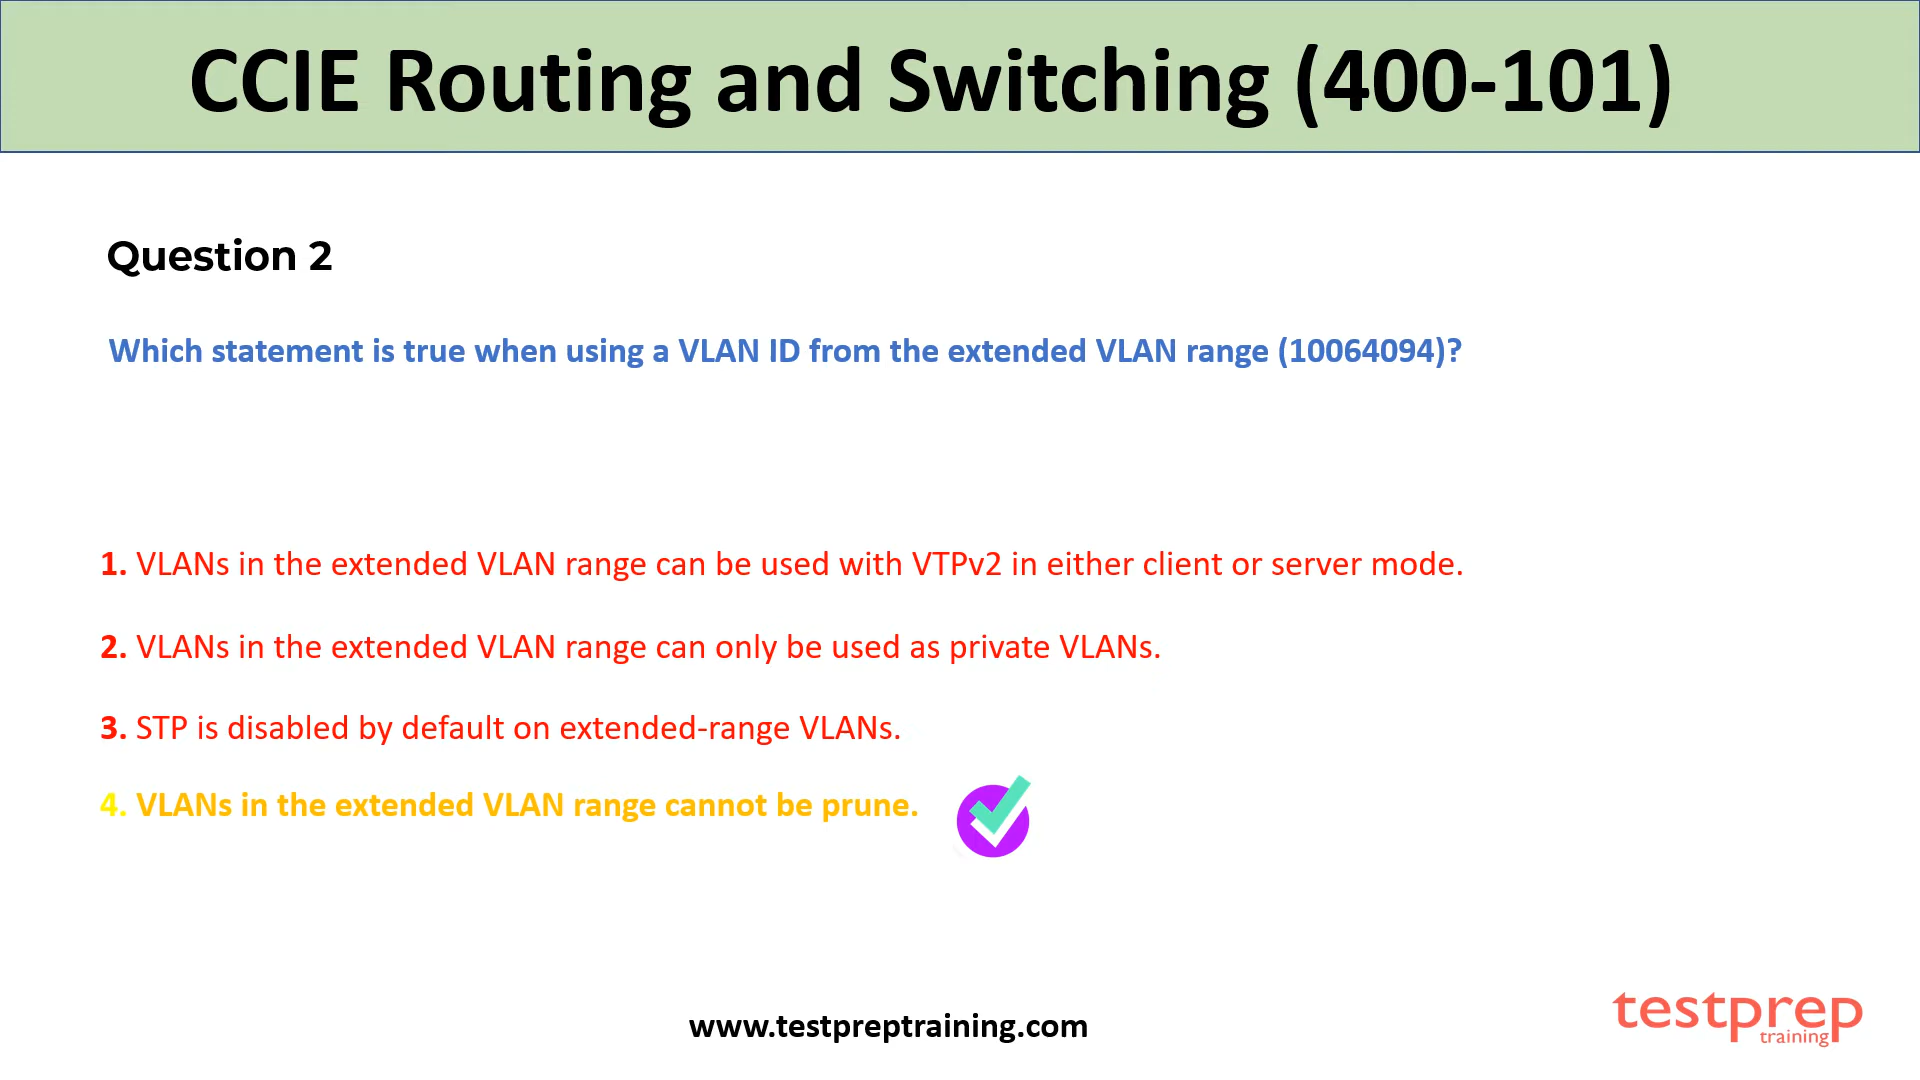 CCIE Routing and Switching (400-101)
Question 2
Which statement is true when using a VLAN ID from the extended VLAN range (10064094)?
1. VLANs in the extended VLAN range can be used with VTPv2 in either client or server mode.
2. VLANs in the extended VLAN range can only be used as private VLANs.
3. STP is disabled by default on extended-range VLANs.
4. VLANs in the extended VLAN range cannot be prune.
www.testpreptraining.com
testprep
training